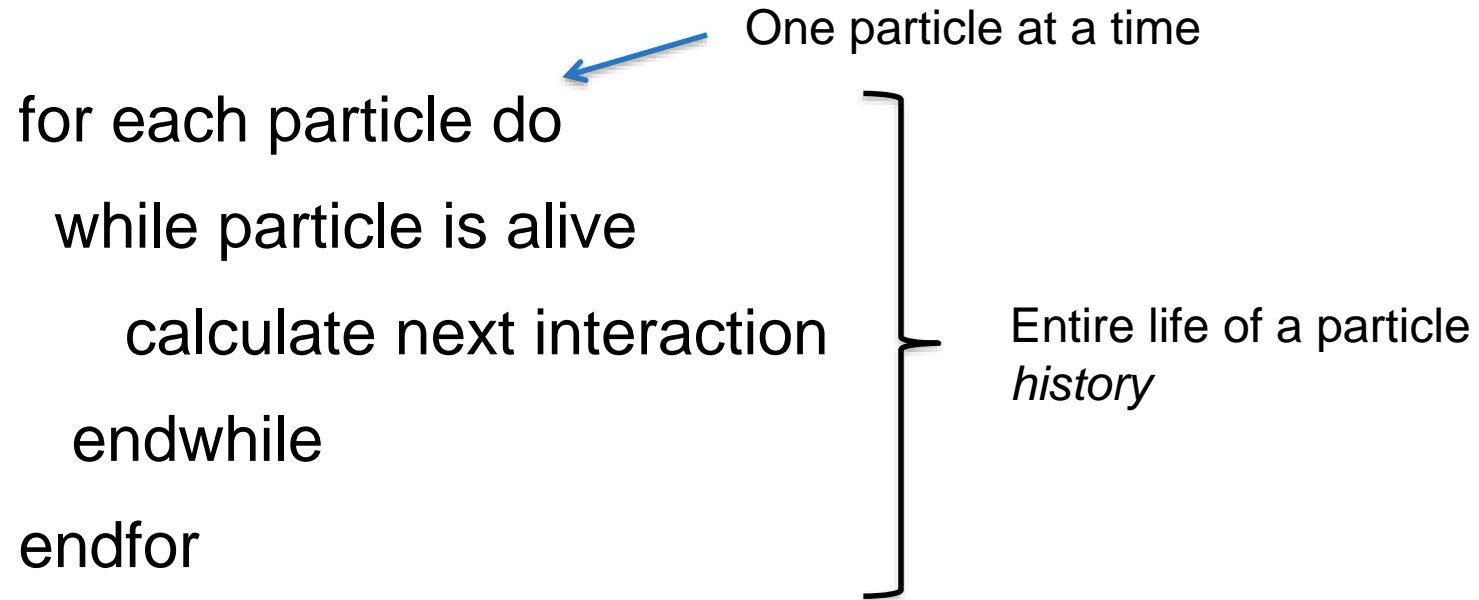 One particle at a time
for each particle do
while particle is alive
calculate next interaction
endwhile
endfor
Entire life of a particle
history